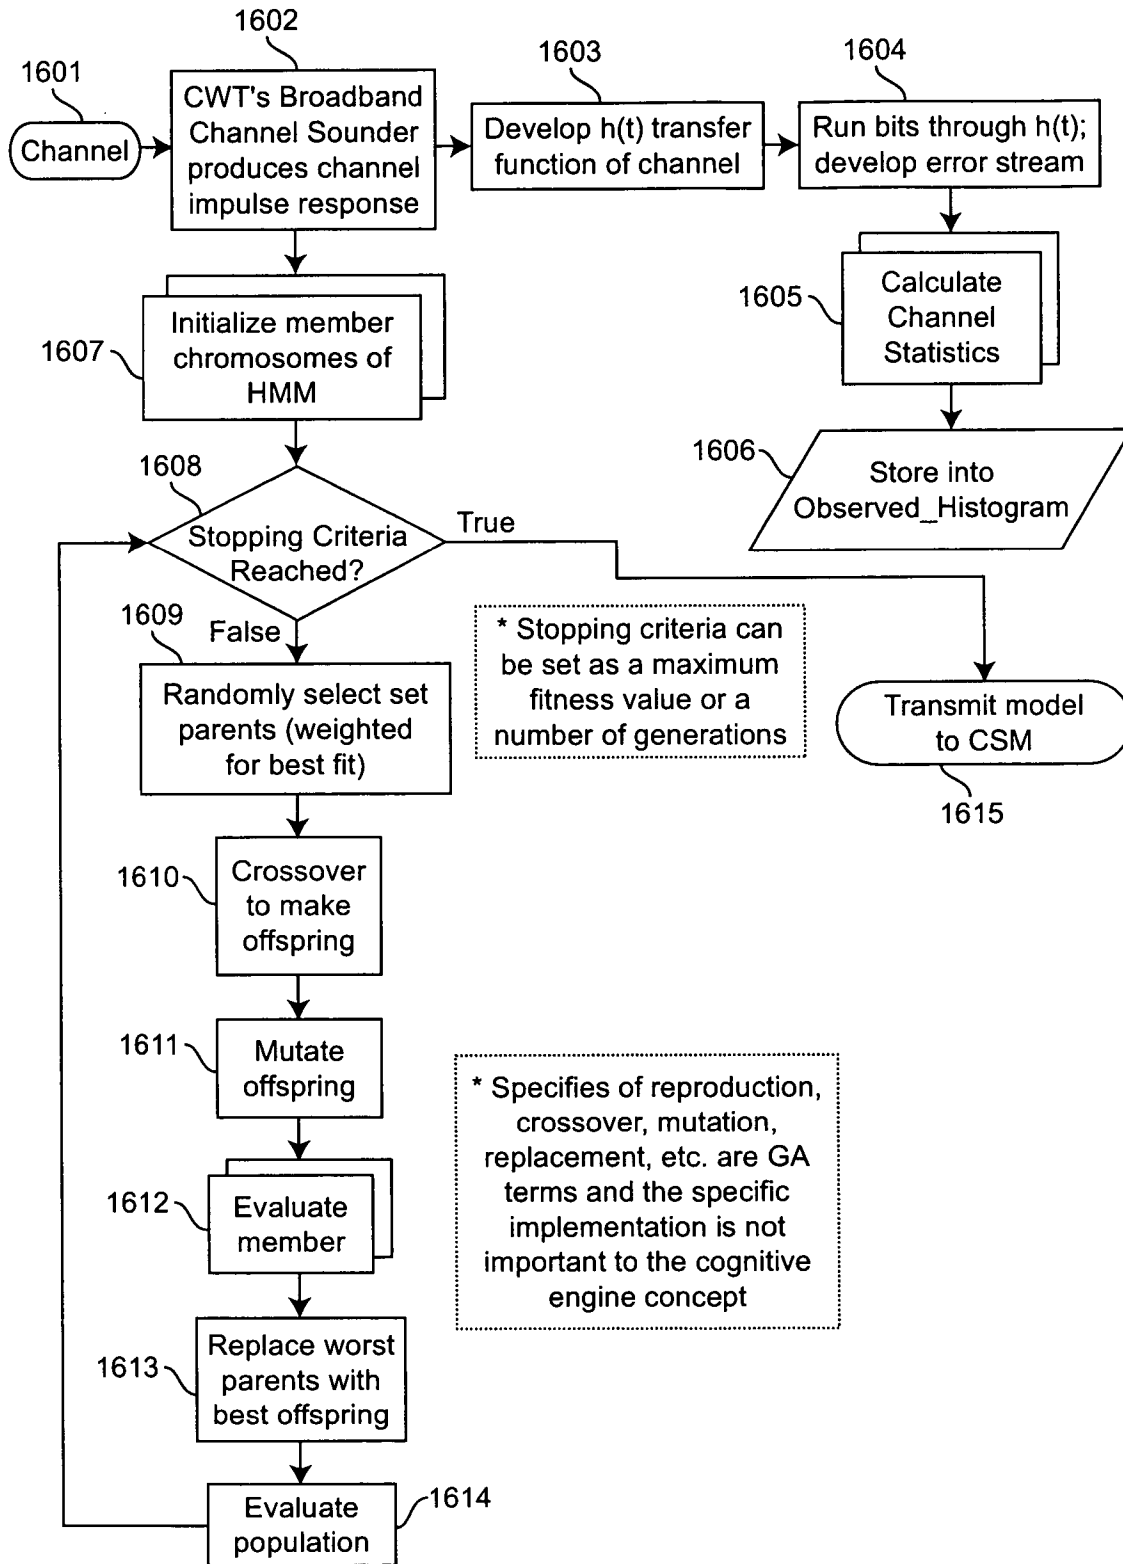 1601
Channel
1602
CWT's Broadband
Channel Sounder
produces channel
impulse response
1603
Develop h(t) transfer
function of channel
1604
Run bits through h(t);
develop error stream
1605
Calculate
Channel
Statistics
1606
Store into
Observed_Histogram
1607
Initialize member
chromosomes of
HMM
1608
Stopping Criteria
Reached?
True
False
* Stopping criteria can
be set as a maximum
fitness value or a
number of generations
Transmit model
to CSM
1615
1609
Randomly select set
parents (weighted
for best fit)
1610
Crossover
to make
offspring
1611
Mutate
offspring
* Specifies of reproduction,
crossover, mutation,
replacement, etc. are GA
terms and the specific
implementation is not
important to the cognitive
engine concept
1612
Evaluate
member
1613
Replace worst
parents with
best offspring
1614
Evaluate
population